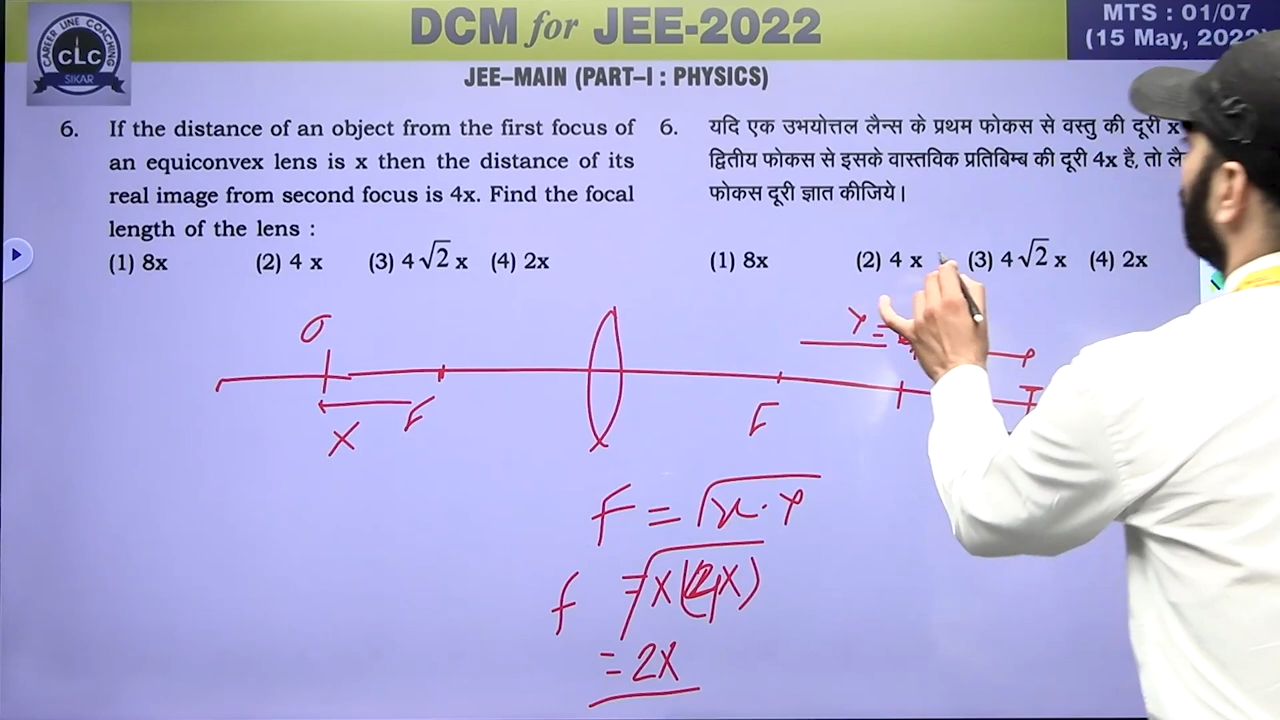 DCM for JEE-2022
MTS : 01/07
(15 May, 2022)
CAREER LINE COACHING
CLC
SIKAR
JEE–MAIN (PART–I : PHYSICS)
6. If the distance of an object from the first focus of
an equiconvex lens is x then the distance of its
real image from second focus is 4x. Find the focal
length of the lens :
(1) 8x (2) 4 x (3) 4√2 x (4) 2x
6. यदि एक उभयोत्तल लैन्स के प्रथम फोकस से वस्तु की दूरी x
द्वितीय फोकस से इसके वास्तविक प्रतिबिम्ब की दूरी 4x है, तो
फोकस दूरी ज्ञात कीजिये।
(1) 8x (2) 4 x (3) 4√2 x (4) 2x
O
y =
X F
F
I
F = √x·y
f = √x(4x)
= 2x